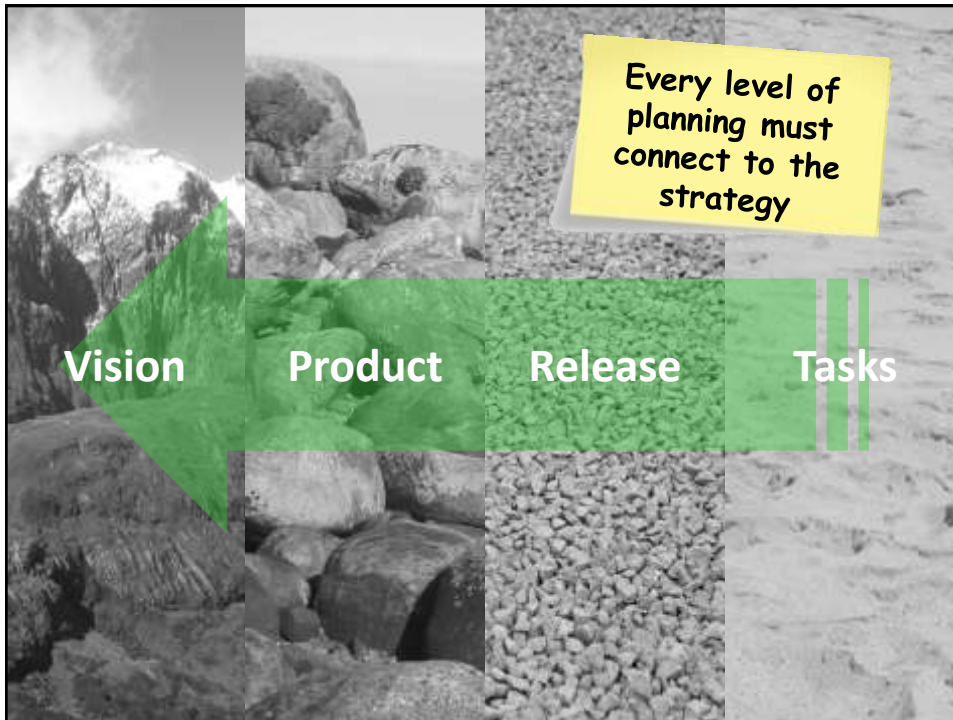 Every level of
planning must
connect to the
strategy
Vision Product Release Tasks